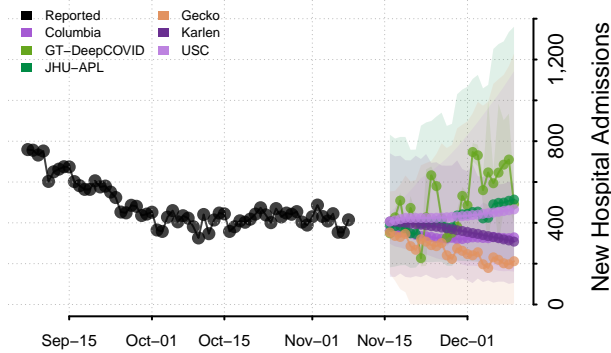 Reported
Columbia
GT−DeepCOVID
JHU−APL
Gecko
Karlen
USC
1,200
800
400
0
New Hospital Admissions
Sep−15
Oct−01
Oct−15
Nov−01
Nov−15
Dec−01